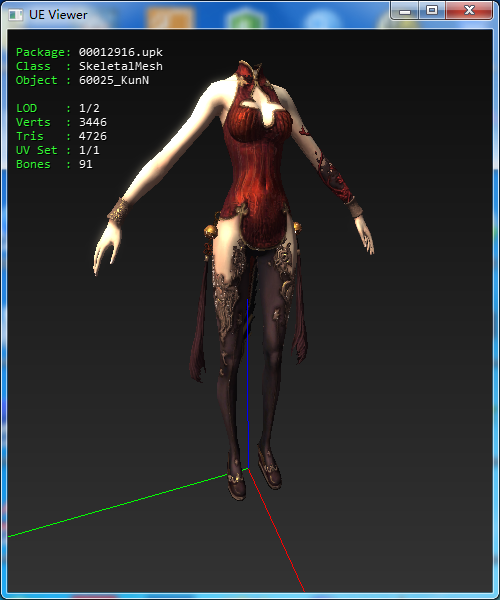 UE Viewer
Package: 00012916.upk
Class : SkeletalMesh
Object : 60025_KunN
LOD : 1/2
Verts : 3446
Tris : 4726
UV Set : 1/1
Bones : 91